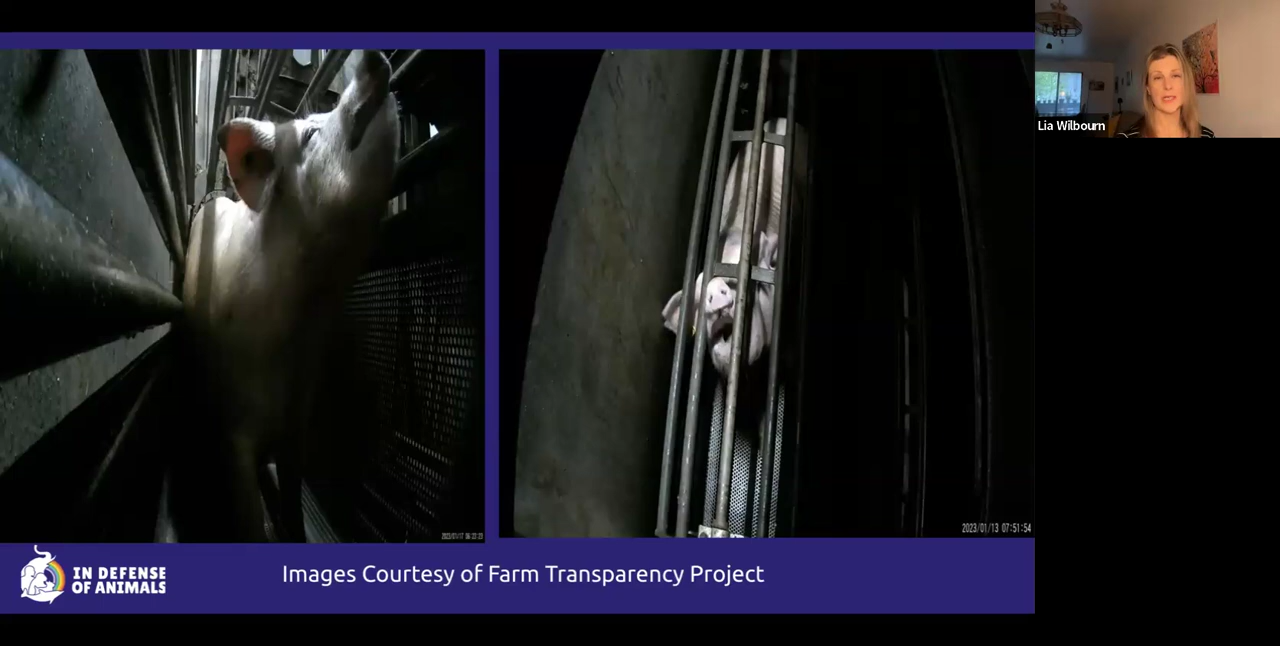 Lia Wilbourn
2023/01/13 07:51:54
IN DEFENSE
OF ANIMALS
Images Courtesy of Farm Transparency Project